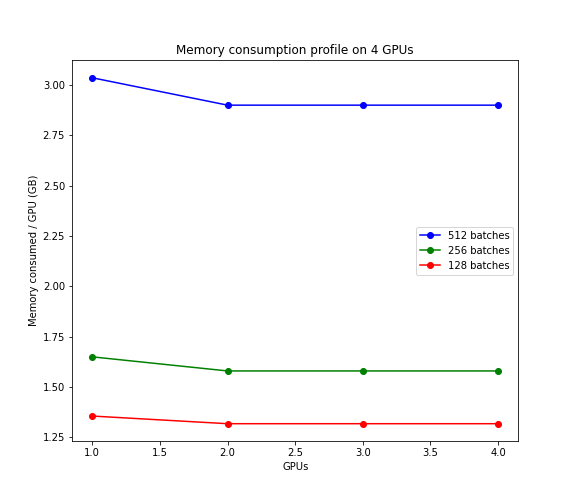 Memory consumption profile on 4 GPUs
3.00
2.75
2.50
2.25
2.00
1.75
1.50
1.25
Memory consumed / GPU (GB)
512 batches
256 batches
128 batches
1.0 1.5 2.0 2.5 3.0 3.5 4.0
GPUs